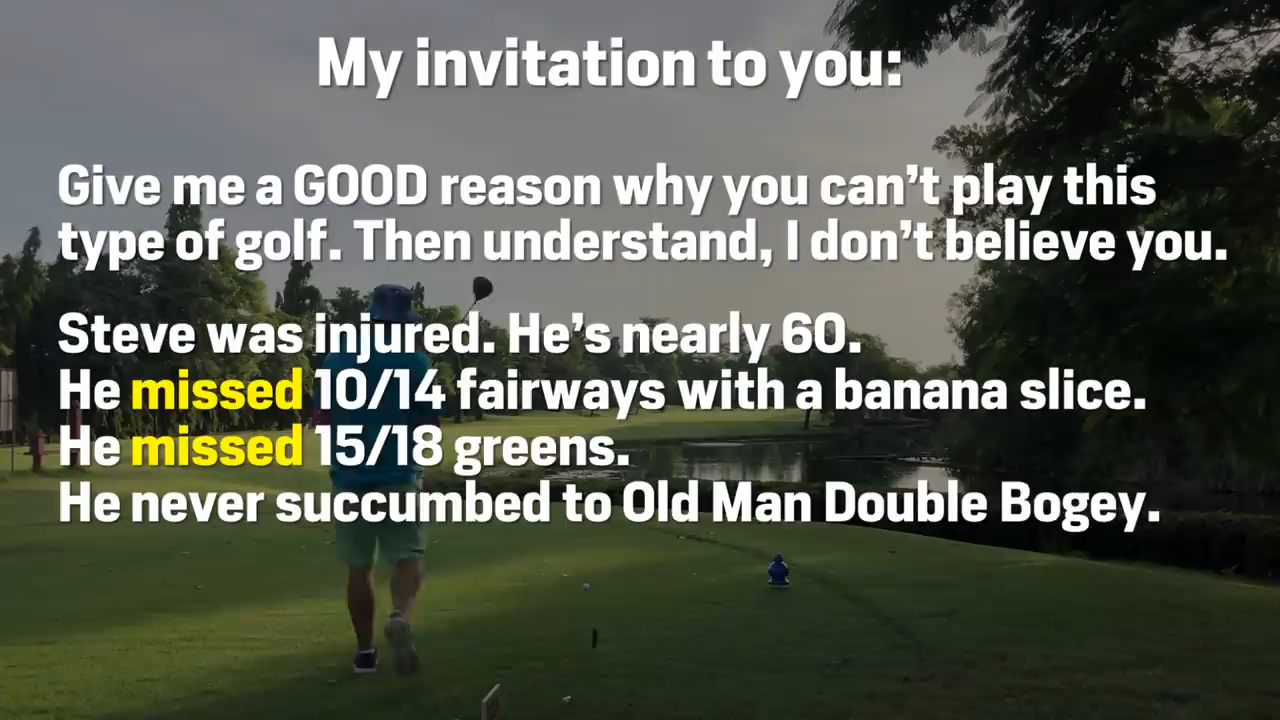 My invitation to you:
Give me a GOOD reason why you can't play this
type of golf. Then understand, I don't believe you.
Steve was injured. He's nearly 60.
He missed 10/14 fairways with a banana slice.
He missed 15/18 greens.
He never succumbed to Old Man Double Bogey.